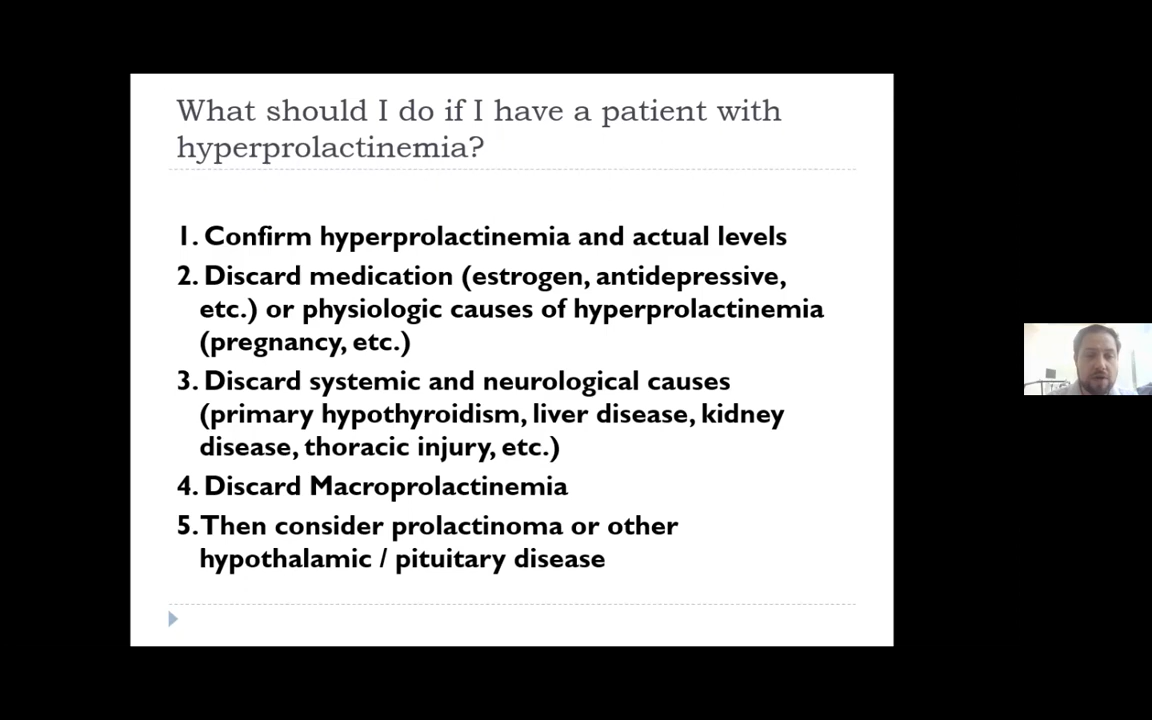 What should I do if I have a patient with
hyperprolactinemia?
1. Confirm hyperprolactinemia and actual levels
2. Discard medication (estrogen, antidepressive,
etc.) or physiologic causes of hyperprolactinemia
(pregnancy, etc.)
3. Discard systemic and neurological causes
(primary hypothyroidism, liver disease, kidney
disease, thoracic injury, etc.)
4. Discard Macroprolactinemia
5. Then consider prolactinoma or other
hypothalamic / pituitary disease